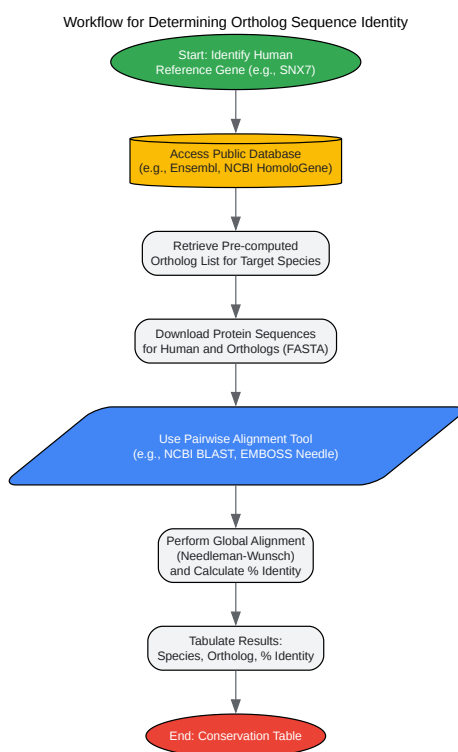 Workflow for Determining Ortholog Sequence Identity
Start: Identify Human
Reference Gene (e.g., SNX7)
Access Public Database
(e.g., Ensembl, NCBI HomoloGene)
Retrieve Pre-computed
Ortholog List for Target Species
Download Protein Sequences
for Human and Orthologs (FASTA)
Use Pairwise Alignment Tool
(e.g., NCBI BLAST, EMBOSS Needle)
Perform Global Alignment
(Needleman-Wunsch)
and Calculate % Identity
Tabulate Results:
Species, Ortholog, % Identity
End: Conservation Table